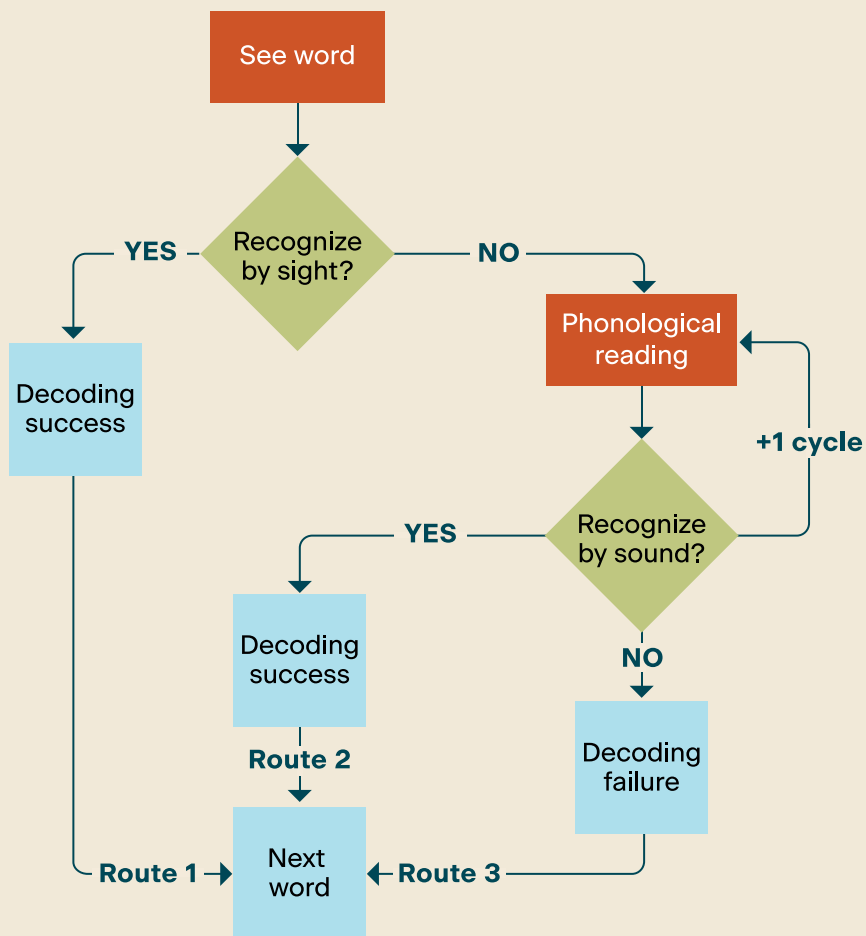 See word
YES
Recognize
by sight?
NO
Decoding
success
Phonological
reading
+1 cycle
YES
Recognize
by sound?
Decoding
success
NO
Route 2
Decoding
failure
Route 1
Next
word
Route 3